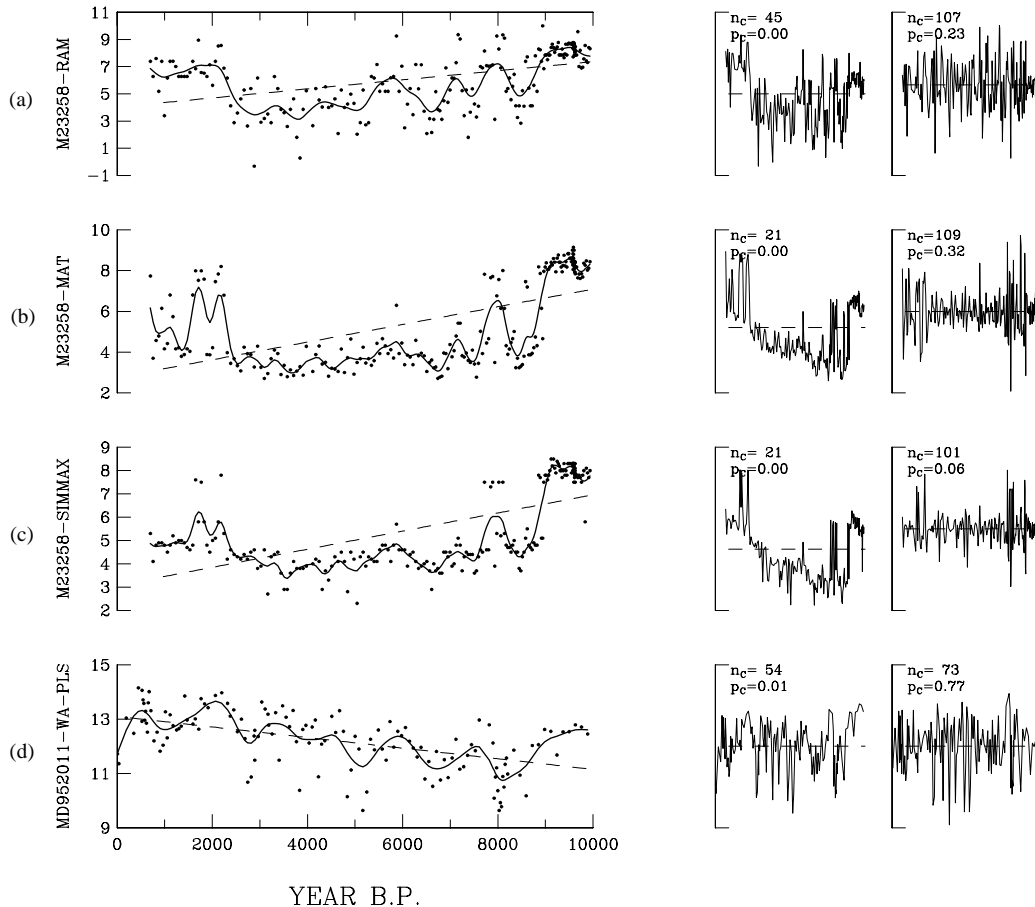 (a)
M23258-RAM
11
9
7
5
3
1
-1
n_c= 45
p_c=0.00
n_c=107
p_c=0.23
(b)
M23258-MAT
10
8
6
4
2
n_c= 21
p_c=0.00
n_c=109
p_c=0.32
(c)
M23258-SIMMAX
9
8
7
6
5
4
3
2
n_c= 21
p_c=0.00
n_c=101
p_c=0.06
(d)
MD952011-WA-PLS
15
13
11
9
n_c= 54
p_c=0.01
n_c= 73
p_c=0.77
0 2000 4000 6000 8000 10000
YEAR B.P.